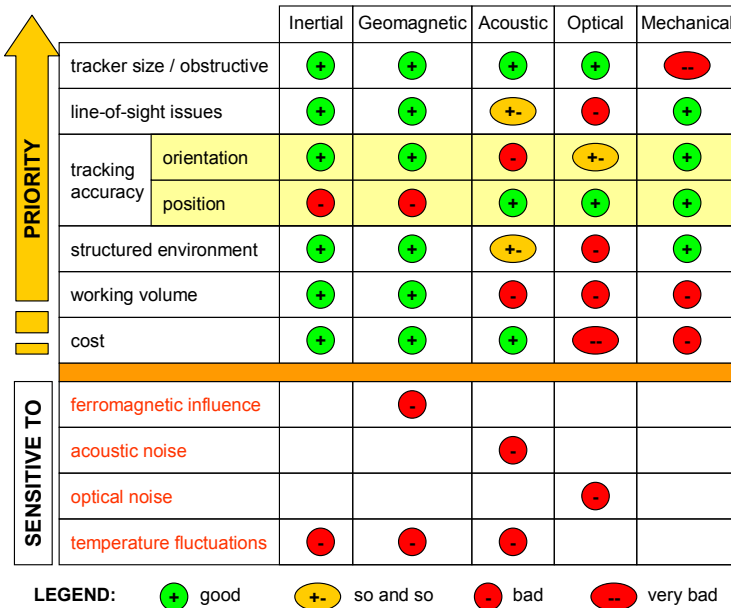 Inertial Geomagnetic Acoustic Optical Mechanical
PRIORITY
tracker size / obstructive + + + + --
line-of-sight issues + + +- - +
tracking
accuracy
orientation + + - +- +
position - - + + +
structured environment + + +- - +
working volume + + - - -
cost + + + -- -
SENSITIVE TO
ferromagnetic influence -
acoustic noise -
optical noise -
temperature fluctuations - - -
LEGEND: + good +- so and so - bad -- very bad